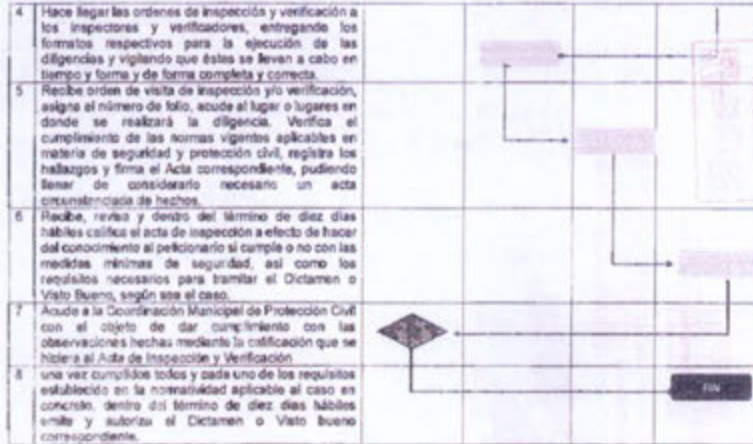 4 Hace llegar las ordenes de inspección y verificación a
los inspectores y verificadores, entregando los
formatos respectivos para la ejecución de las
diligencias y vigilando que éstas se lleven a cabo en
tiempo y forma y de forma completa y correcta.
5 Recibe orden de visita de inspección y/o verificación,
asigna el número de folio, acude al lugar o lugares en
donde se realizará la diligencia. Verifica el
cumplimiento de las normas vigentes aplicables en
materia de seguridad y protección civil, registra los
hallazgos y firma el Acta correspondiente, pudiendo
llenar de considerarlo necesario un acta
circunstanciada de hechos.
6 Recibe, revisa y dentro del término de diez días
hábiles califica el acta de inspección a efecto de hacer
del conocimiento al peticionario si cumple o no con las
medidas mínimas de seguridad, así como los
requisitos necesarios para tramitar el Dictamen o
Visto Bueno, según sea el caso.
7 Acude a la Coordinación Municipal de Protección Civil
con el objeto de dar cumplimiento con las
observaciones hechas mediante la calificación que se
hiciera al Acta de Inspección y Verificación
8 una vez cumplidos todos y cada uno de los requisitos
establecido en la normatividad aplicable al caso en
concreto, dentro del término de diez días hábiles
emite y autoriza el Dictamen o Visto bueno
correspondiente.
FIN